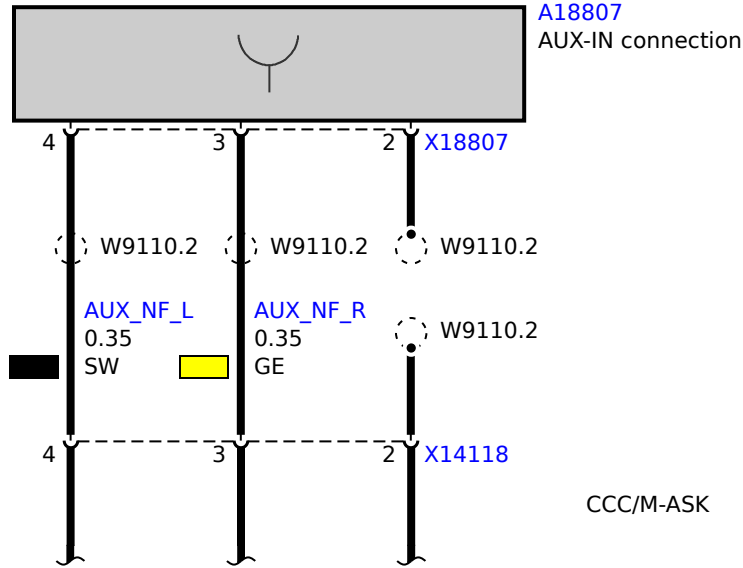 A18807
AUX-IN connection
4
3
2
X18807
W9110.2
W9110.2
W9110.2
AUX_NF_L
0.35
SW
AUX_NF_R
0.35
GE
W9110.2
4
3
2
X14118
CCC/M-ASK